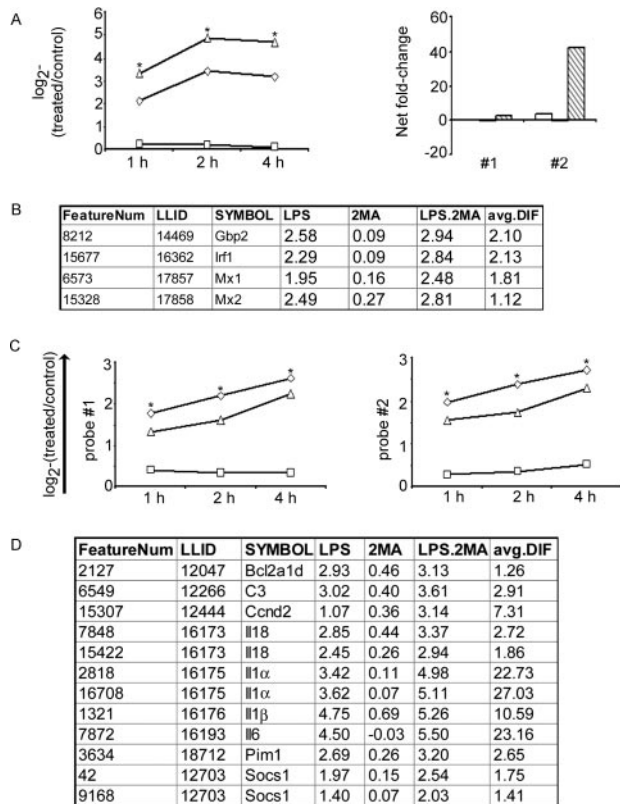 A
log2-
(treated/control)
6
5
4
3
2
1
0
* * *
1 h 2 h 4 h
Net fold-change
60
40
20
0
-20
#1 #2
B
FeatureNum LLID SYMBOL LPS 2MA LPS.2MA avg.DIF
8212 14469 Gbp2 2.58 0.09 2.94 2.10
15677 16362 Irf1 2.29 0.09 2.84 2.13
6573 17857 Mx1 1.95 0.16 2.48 1.81
15328 17858 Mx2 2.49 0.27 2.81 1.12
C
log2-(treated/control)
probe #1
3
2
1
0
* * *
1 h 2 h 4 h
probe #2
3
2
1
0
* * *
1 h 2 h 4 h
D
FeatureNum LLID SYMBOL LPS 2MA LPS.2MA avg.DIF
2127 12047 Bcl2a1d 2.93 0.46 3.13 1.26
6549 12266 C3 3.02 0.40 3.61 2.91
15307 12444 Ccnd2 1.07 0.36 3.14 7.31
7848 16173 Il18 2.85 0.44 3.37 2.72
15422 16173 Il18 2.45 0.26 2.94 1.86
2818 16175 Il1α 3.42 0.11 4.98 22.73
16708 16175 Il1α 3.62 0.07 5.11 27.03
1321 16176 Il1β 4.75 0.69 5.26 10.59
7872 16193 Il6 4.50 -0.03 5.50 23.16
3634 18712 Pim1 2.69 0.26 3.20 2.65
42 12703 Socs1 1.97 0.15 2.54 1.75
9168 12703 Socs1 1.40 0.07 2.03 1.41